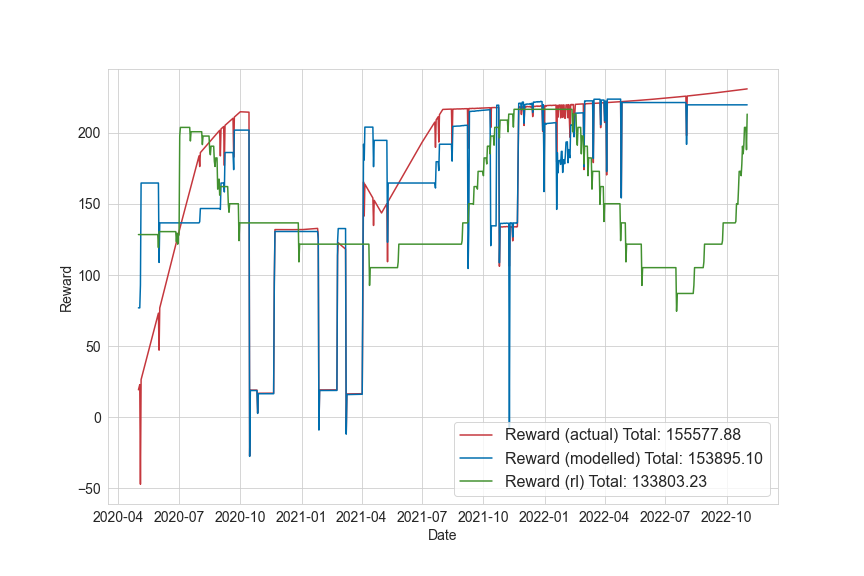 200
150
100
50
0
−50
Reward
Reward (actual) Total: 155577.88
Reward (modelled) Total: 153895.10
Reward (rl) Total: 133803.23
2020-04 2020-07 2020-10 2021-01 2021-04 2021-07 2021-10 2022-01 2022-04 2022-07 2022-10
Date